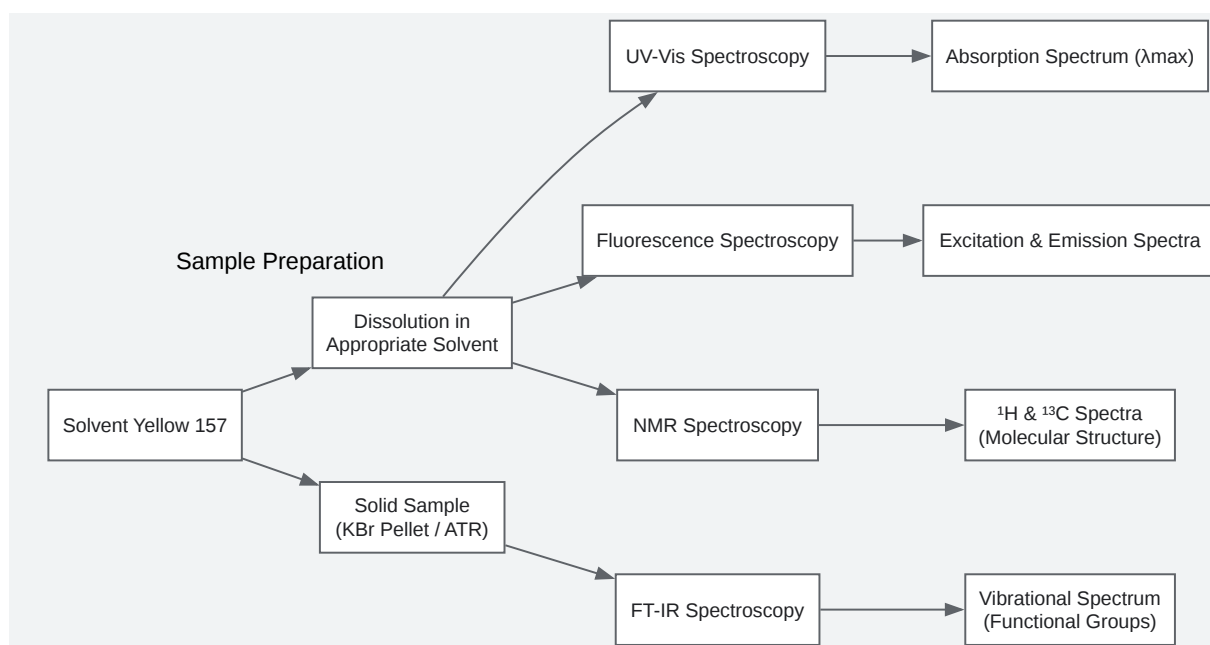 UV-Vis Spectroscopy
Absorption Spectrum (λmax)
Fluorescence Spectroscopy
Excitation & Emission Spectra
Sample Preparation
Dissolution in
Appropriate Solvent
Solvent Yellow 157
NMR Spectroscopy
¹H & ¹³C Spectra
(Molecular Structure)
Solid Sample
(KBr Pellet / ATR)
FT-IR Spectroscopy
Vibrational Spectrum
(Functional Groups)